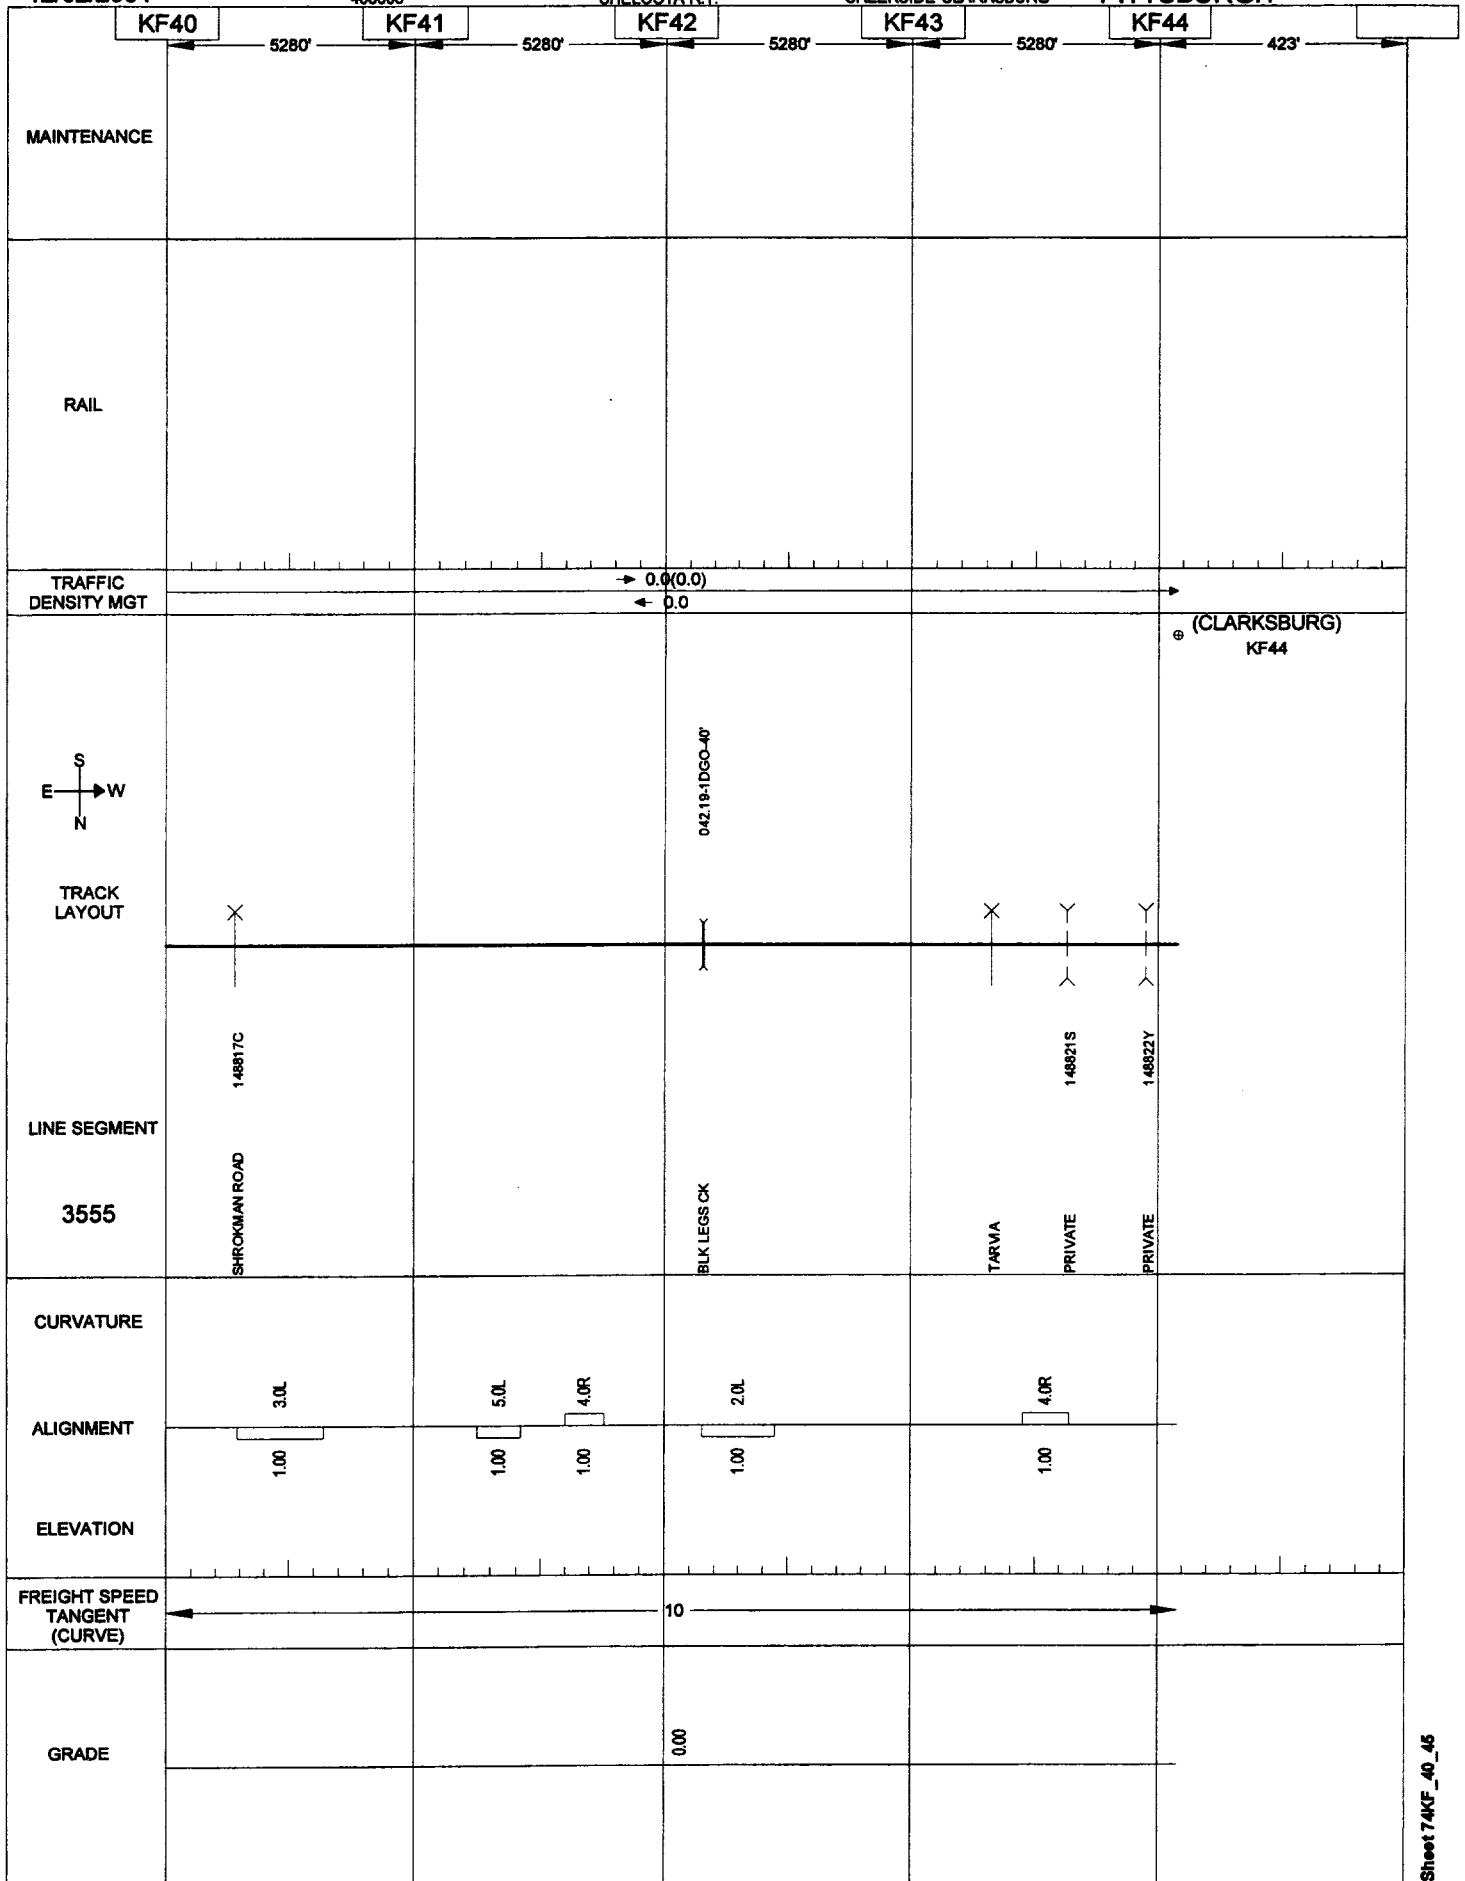 KF40 KF41 KF42 KF43 KF44
5280' 5280' 5280' 5280' 423'
MAINTENANCE
RAIL
TRAFFIC
DENSITY MGT
0.0(0.0)
0.0
(CLARKSBURG)
KF44
S
E W
N
042.19-1DGO-40'
TRACK
LAYOUT
148817C
148821S
148822Y
LINE SEGMENT
3555
SHROKMAN ROAD
BLK LEGS CK
TARMA
PRIVATE
PRIVATE
CURVATURE
3.0L 5.0L 4.0R 2.0L 4.0R
ALIGNMENT
1.00 1.00 1.00 1.00 1.00
ELEVATION
FREIGHT SPEED
TANGENT
(CURVE)
10
GRADE
0.00
Sheet 74KF_40_45